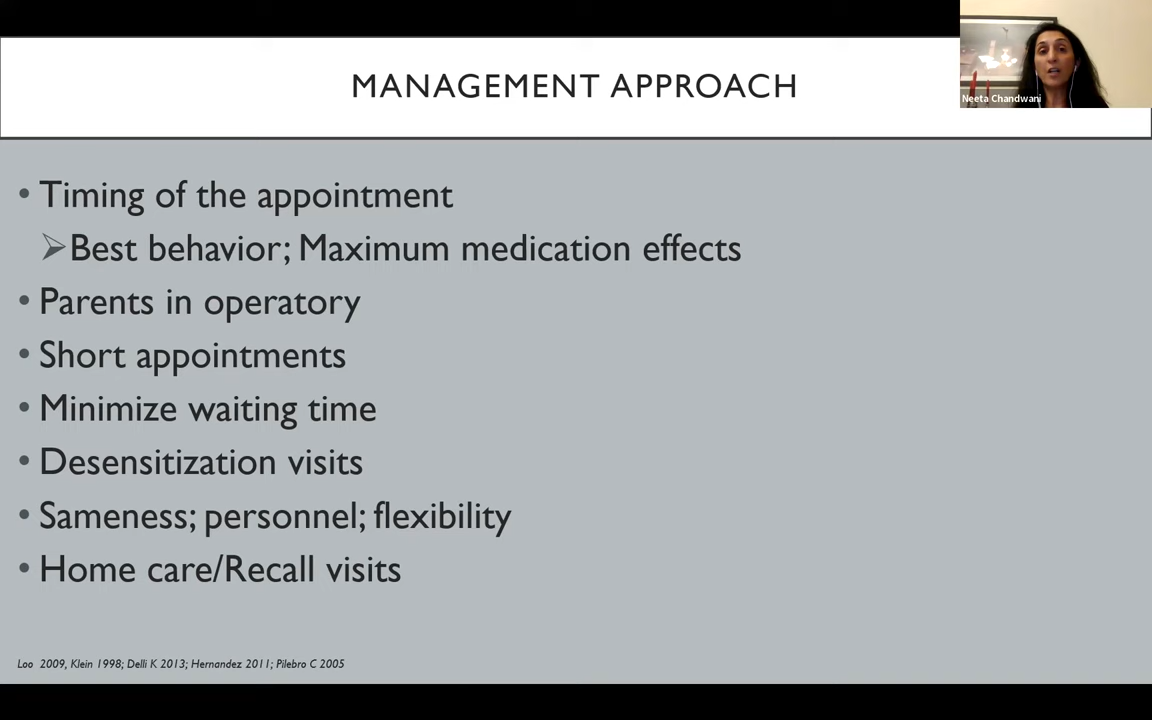 MANAGEMENT APPROACH
Neeta Chandwani
• Timing of the appointment
➢Best behavior; Maximum medication effects
• Parents in operatory
• Short appointments
• Minimize waiting time
• Desensitization visits
• Sameness; personnel; flexibility
• Home care/Recall visits
Loo 2009, Klein 1998; Delli K 2013; Hernandez 2011; Pilebro C 2005